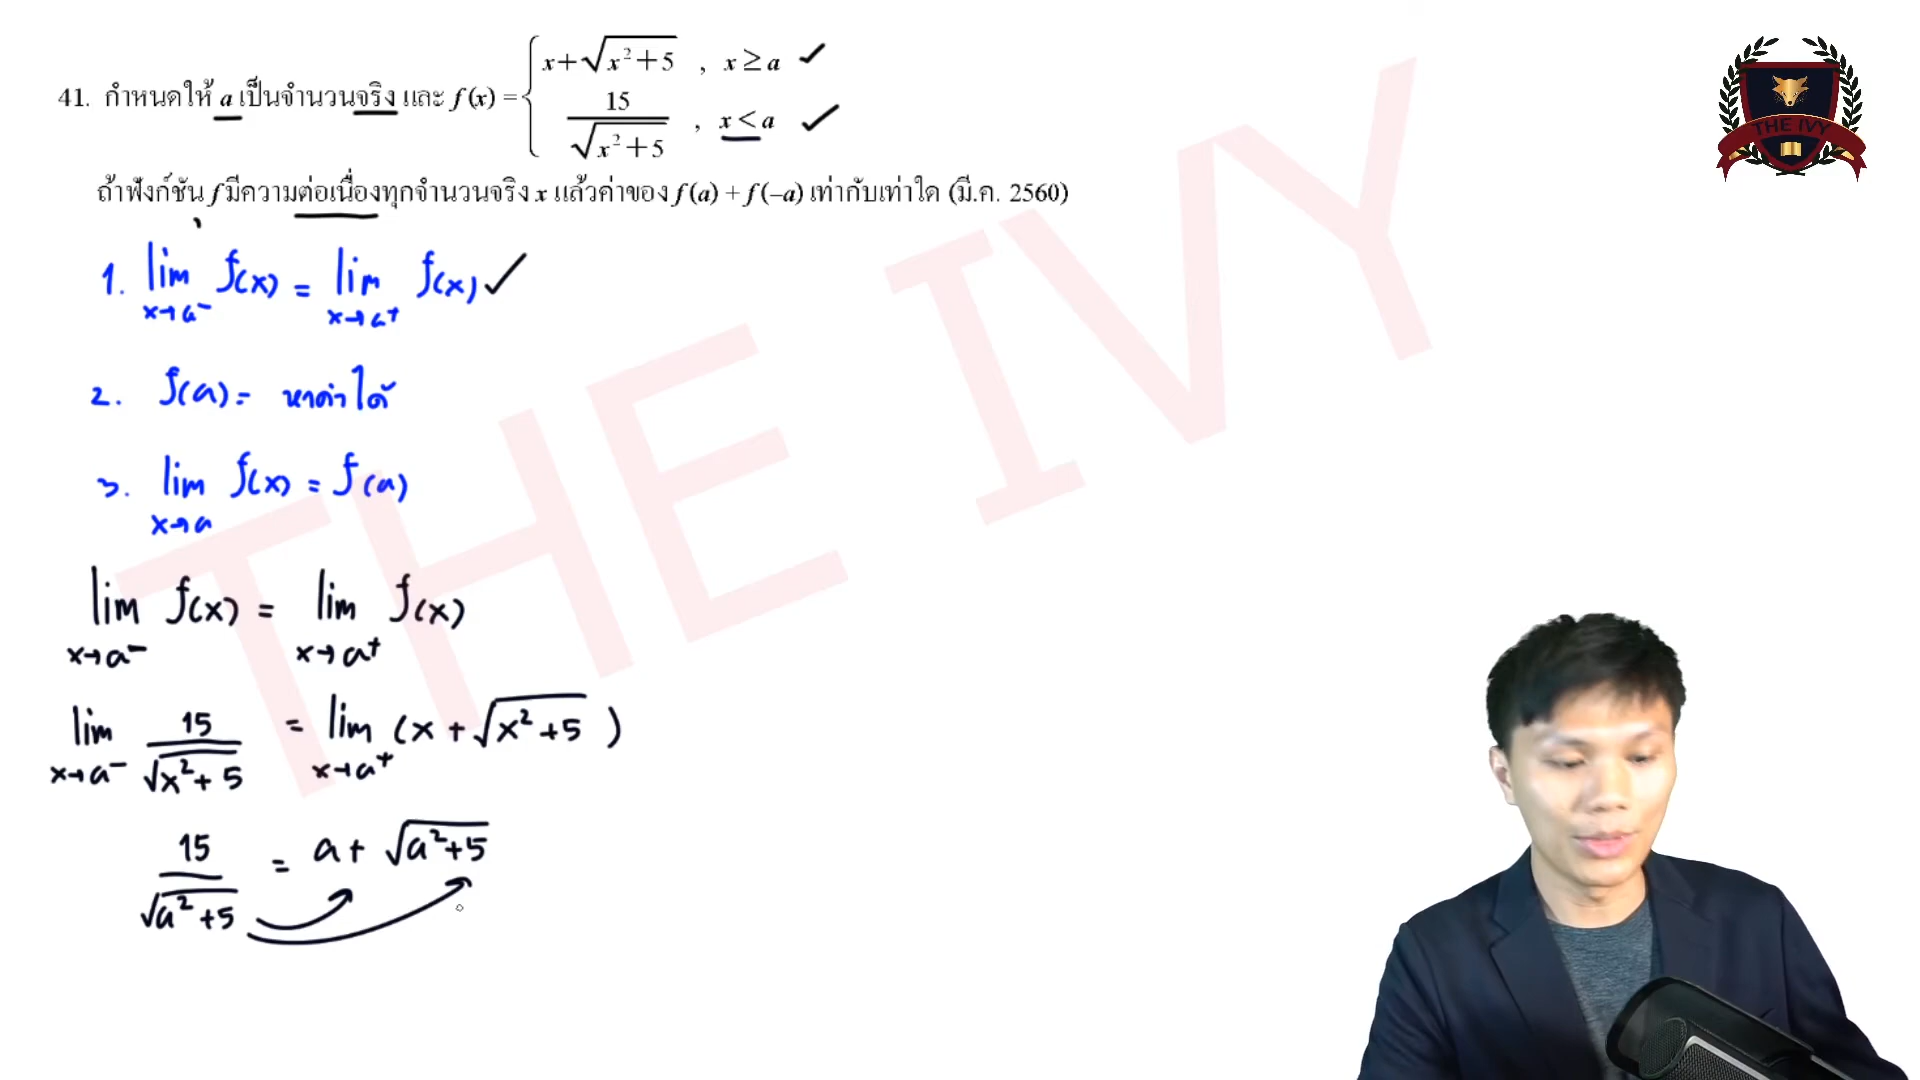 41. กำหนดให้ a เป็นจำนวนจริง และ f(x) = { x+√(x²+5) , x ≥ a
15/√(x²+5) , x < a
ถ้าฟังก์ชัน f มีความต่อเนื่องทุกจำนวนจริง x แล้วค่าของ f(a) + f(–a) เท่ากับเท่าใด (มี.ค. 2560)
1. lim x→a⁻ f(x) = lim x→a⁺ f(x) ✓
2. f(a) = หาค่าได้
3. lim x→a f(x) = f(a)
lim x→a⁻ f(x) = lim x→a⁺ f(x)
lim x→a⁻ 15/√(x²+5) = lim x→a⁺ (x + √(x²+5))
15/√(a²+5) = a + √(a²+5)
THE IVY
THE IVY